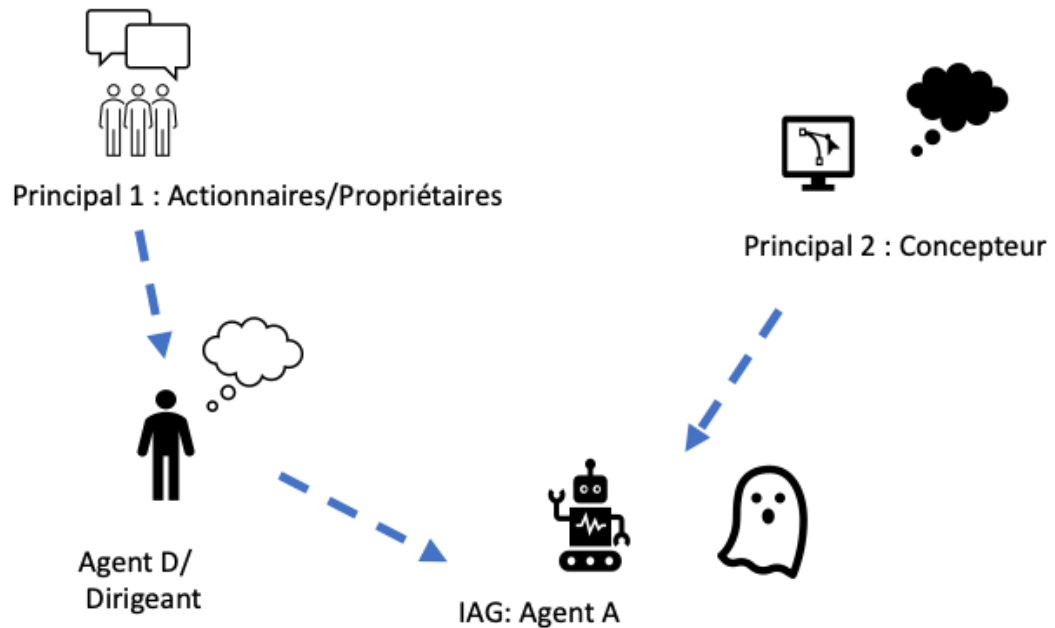 Principal 1 : Actionnaires/Propriétaires
Principal 2 : Concepteur
Agent D/
Dirigeant
IAG: Agent A